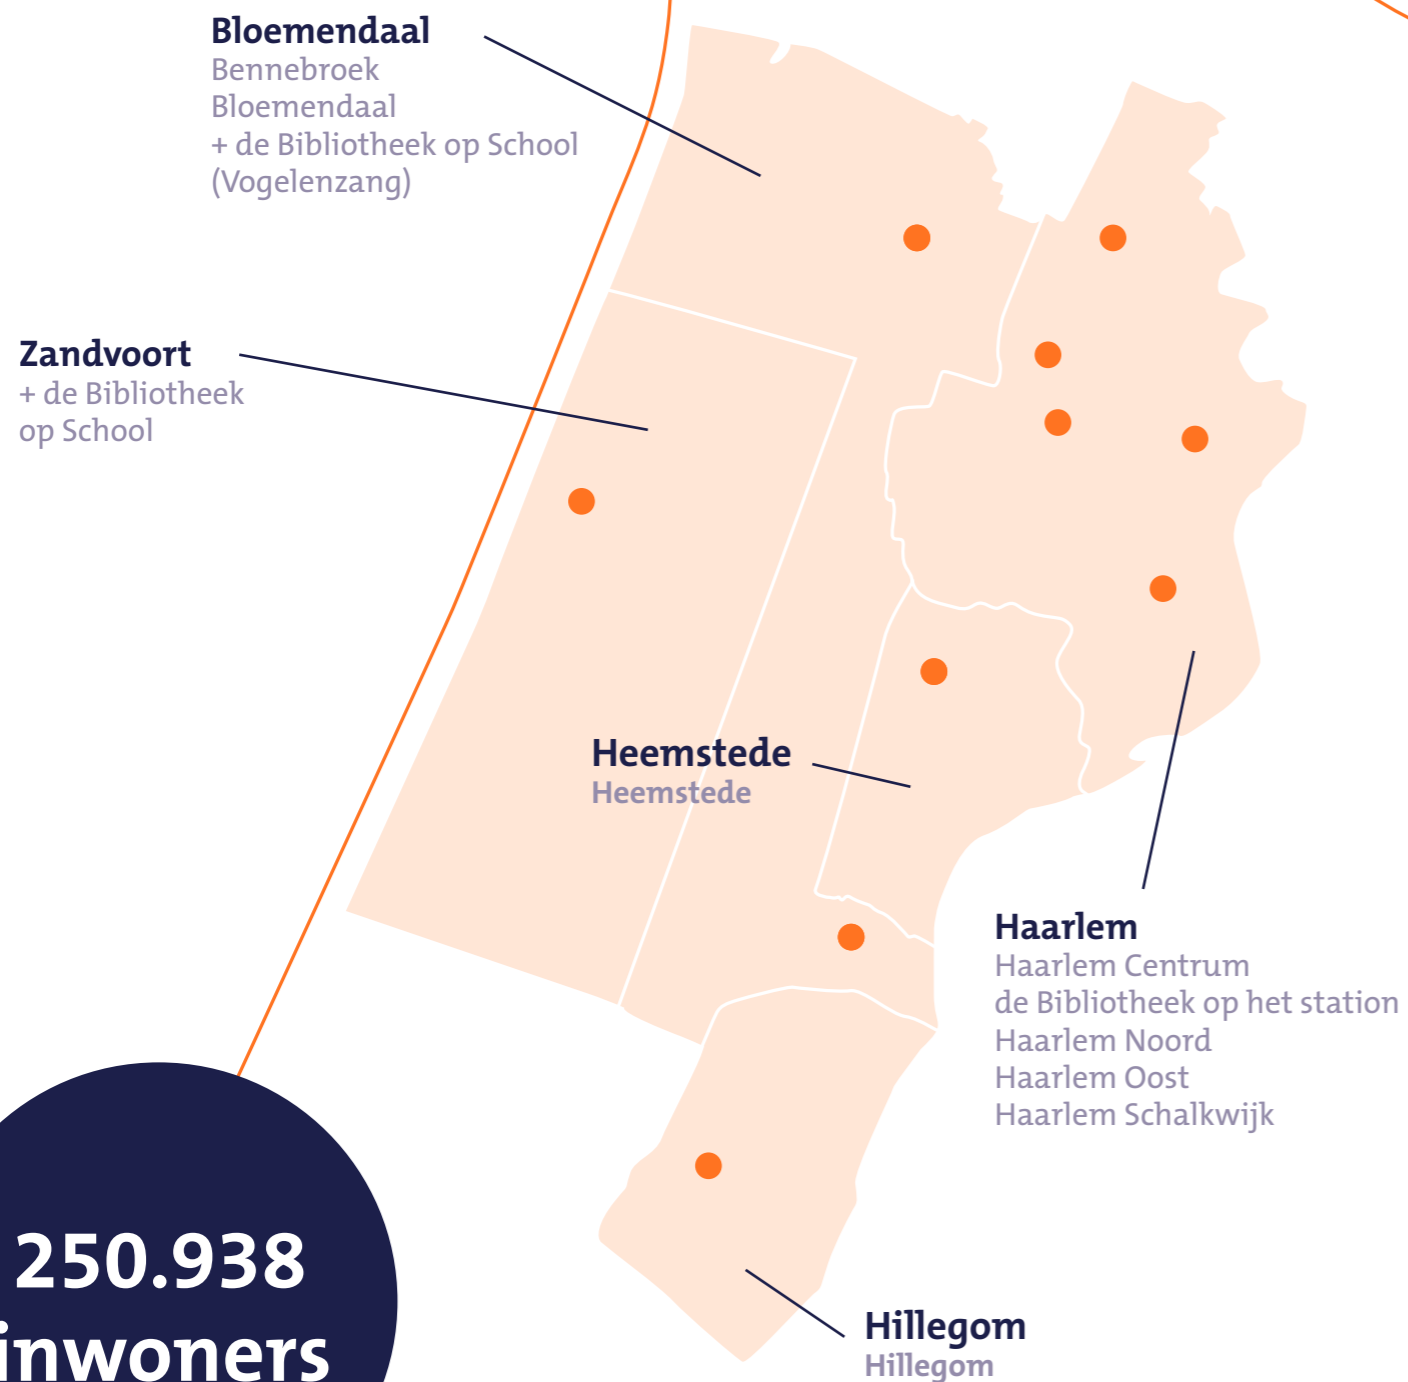 Bloemendaal
Bennebroek
Bloemendaal
+ de Bibliotheek op School
(Vogelenzang)
Zandvoort
+ de Bibliotheek
op School
Heemstede
Heemstede
Haarlem
Haarlem Centrum
de Bibliotheek op het station
Haarlem Noord
Haarlem Oost
Haarlem Schalkwijk
250.938
inwoners
Hillegom
Hillegom